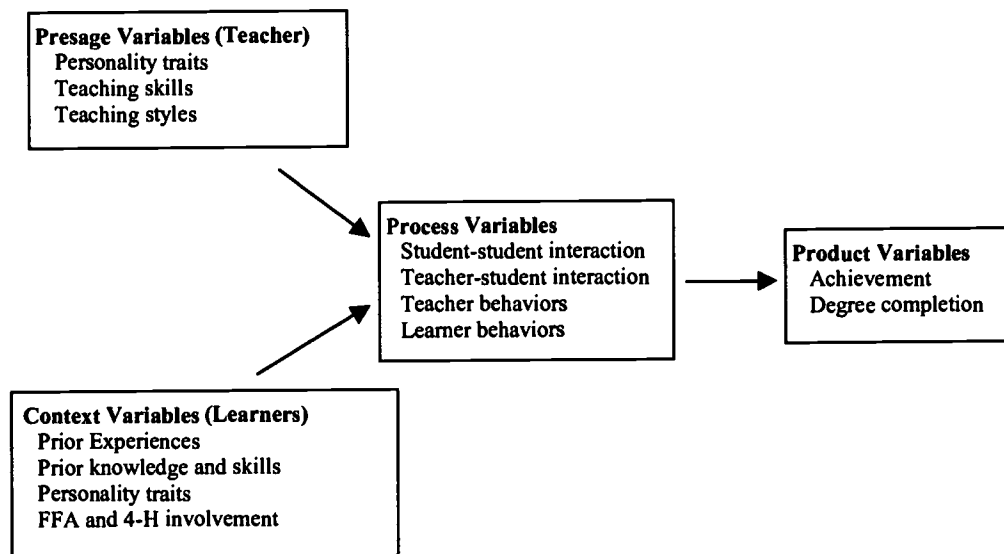 Presage Variables (Teacher)
Personality traits
Teaching skills
Teaching styles
Process Variables
Student-student interaction
Teacher-student interaction
Teacher behaviors
Learner behaviors
Product Variables
Achievement
Degree completion
Context Variables (Learners)
Prior Experiences
Prior knowledge and skills
Personality traits
FFA and 4-H involvement